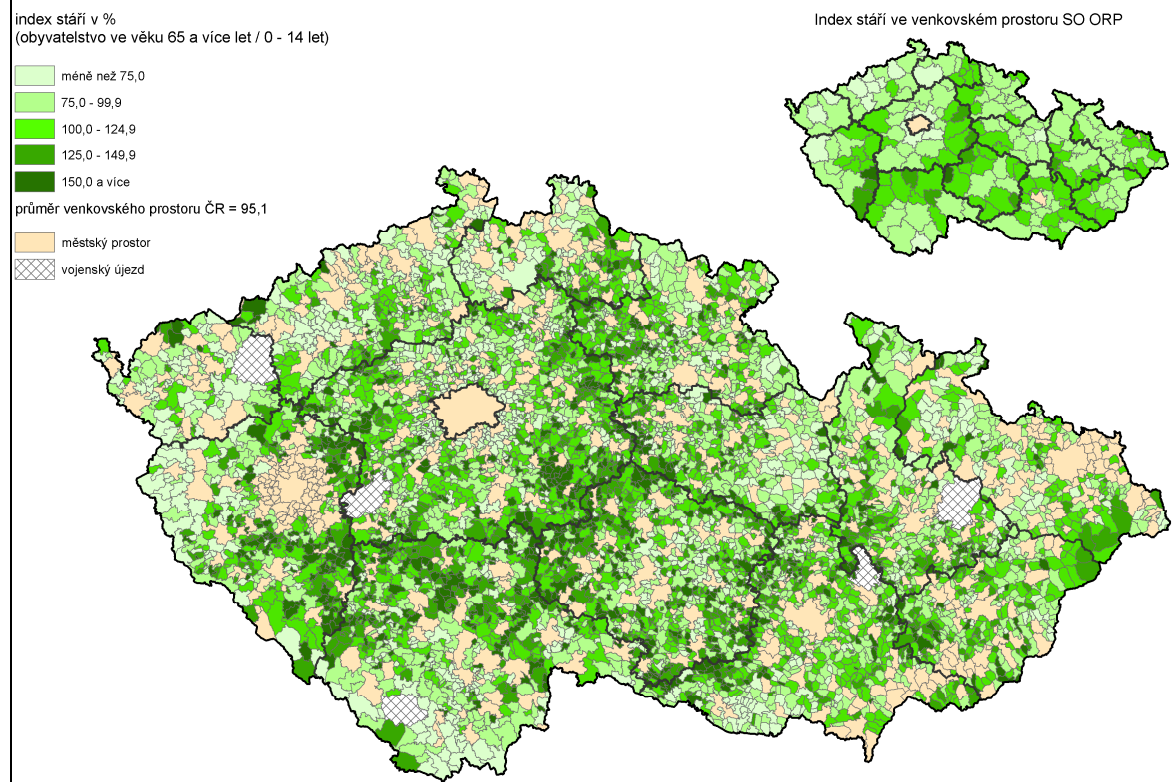 index stáří v %
(obyvatelstvo ve věku 65 a více let / 0 - 14 let)
méně než 75,0
75,0 - 99,9
100,0 - 124,9
125,0 - 149,9
150,0 a více
průměr venkovského prostoru ČR = 95,1
městský prostor
vojenský újezd
Index stáří ve venkovském prostoru SO ORP